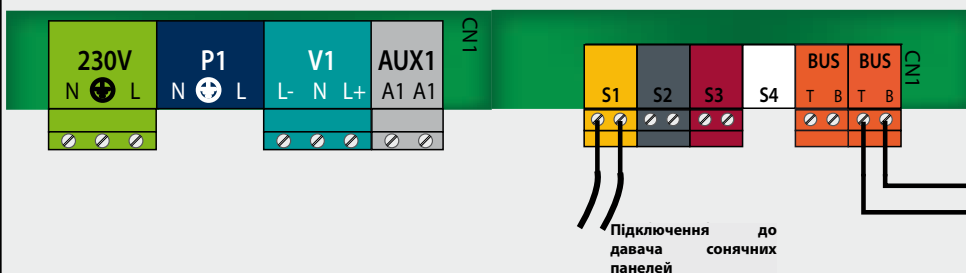 230V P1 V1 AUX1 CN1
N L N L L- N L+ A1 A1
BUS BUS CN1
S1 S2 S3 S4 T B T B
Підключення до
давача сонячних
панелей